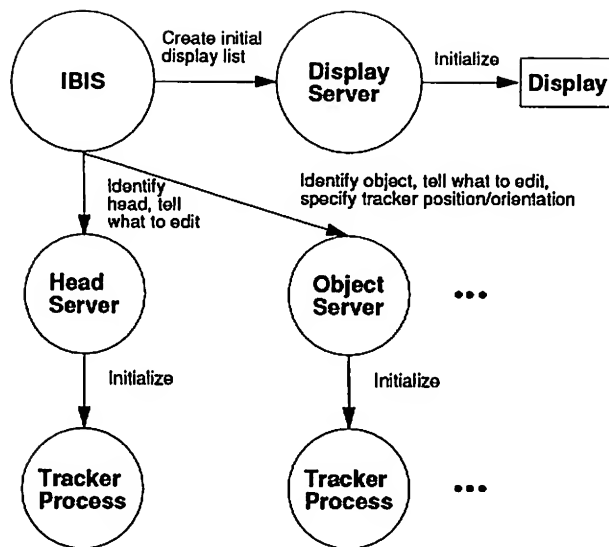 Create initial
display list
IBIS
Display
Server
Initialize
Display
Identify
head, tell
what to edit
Identify object, tell what to edit,
specify tracker position/orientation
Head
Server
Object
Server
•••
Initialize
Initialize
Tracker
Process
Tracker
Process
•••